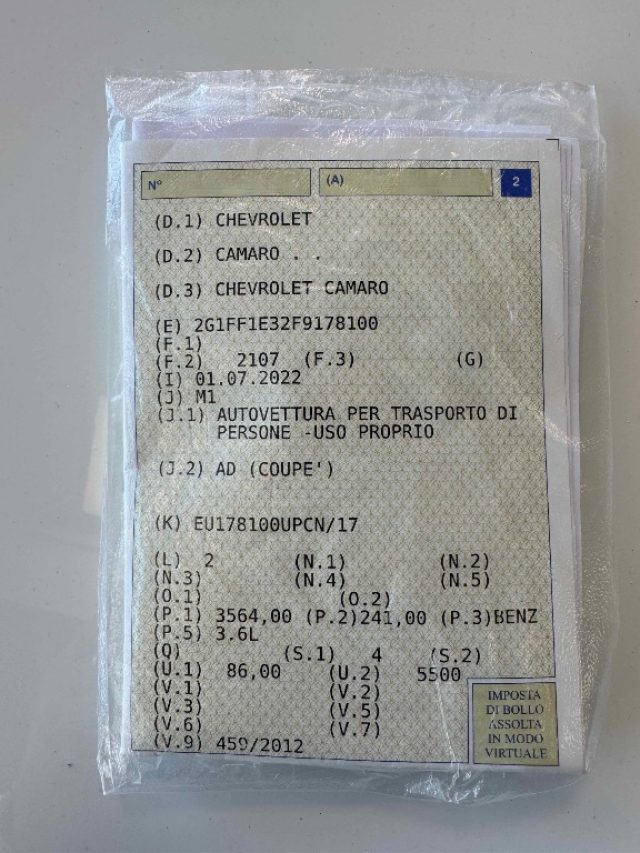 N° (A) 2
(D.1) CHEVROLET
(D.2) CAMARO . .
(D.3) CHEVROLET CAMARO
(E) 2G1FF1E32F9178100
(F.1)
(F.2) 2107 (F.3) (G)
(I) 01.07.2022
(J) M1
(J.1) AUTOVETTURA PER TRASPORTO DI
PERSONE -USO PROPRIO
(J.2) AD (COUPE')
(K) EU178100UPCN/17
(L) 2 (N.1) (N.2)
(N.3) (N.4) (N.5)
(O.1) (O.2)
(P.1) 3564,00 (P.2)241,00 (P.3)BENZ
(P.5) 3.6L
(Q) (S.1) 4 (S.2)
(U.1) 86,00 (U.2) 5500
(V.1) (V.2)
(V.3) (V.5)
(V.6) (V.7)
(V.9) 459/2012
IMPOSTA
DI BOLLO
ASSOLTA
IN MODO
VIRTUALE